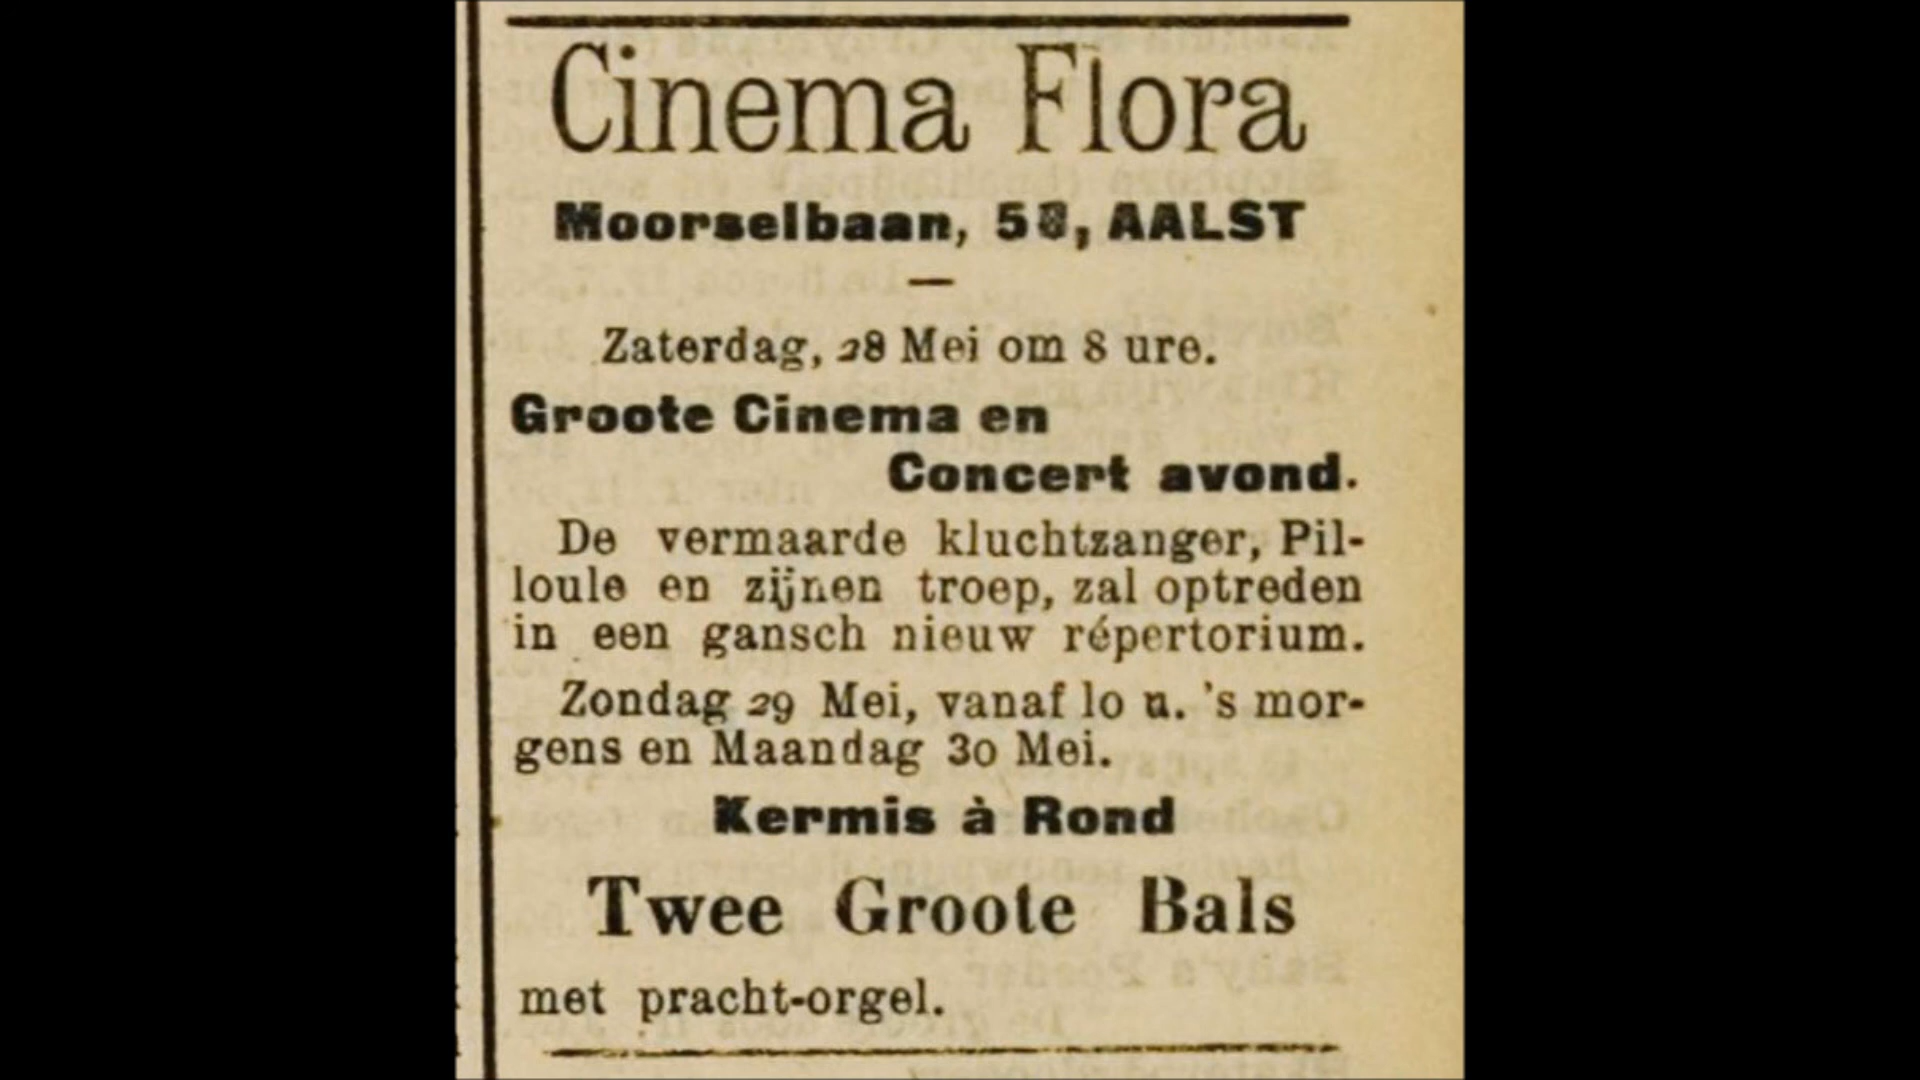 Cinema Flora
Moorselbaan, 58, AALST
Zaterdag, 28 Mei om 8 ure.
Groote Cinema en
Concert avond.
De vermaarde kluchtzanger, Pil-
loule en zijnen troep, zal optreden
in een gansch nieuw répertorium.
Zondag 29 Mei, vanaf lo u. 's mor-
gens en Maandag 30 Mei.
Kermis à Rond
Twee Groote Bals
met pracht-orgel.